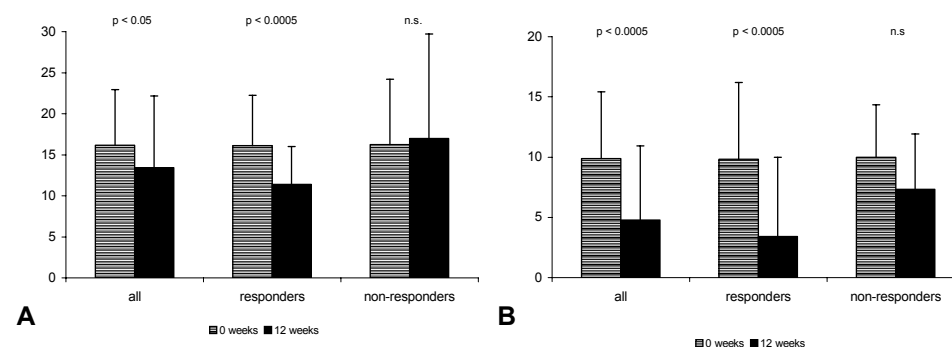 p < 0.05 p < 0.0005 n.s.
30
25
20
15
10
5
0
all responders non-responders
A
0 weeks 12 weeks
p < 0.0005 p < 0.0005 n.s
20
15
10
5
0
all responders non-responders
B
0 weeks 12 weeks